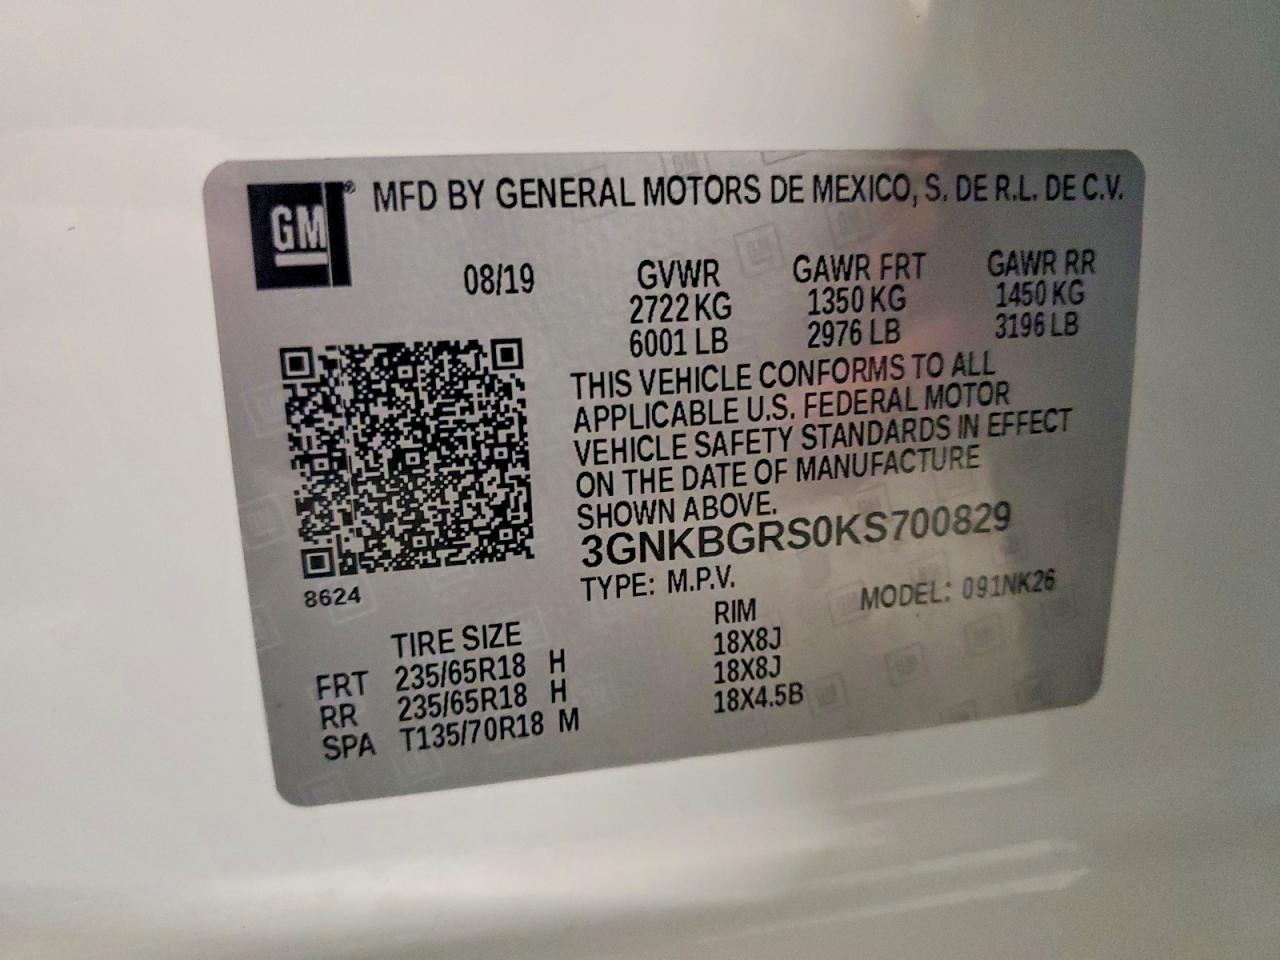 GM® MFD BY GENERAL MOTORS DE MEXICO, S. DE R.L. DE C.V.
08/19 GVWR GAWR FRT GAWR RR
2722 KG 1350 KG 1450 KG
6001 LB 2976 LB 3196 LB
THIS VEHICLE CONFORMS TO ALL
APPLICABLE U.S. FEDERAL MOTOR
VEHICLE SAFETY STANDARDS IN EFFECT
ON THE DATE OF MANUFACTURE
SHOWN ABOVE.
3GNKBGRS0KS700829
8624
TYPE: M.P.V. MODEL: 091NK26
TIRE SIZE RIM
FRT 235/65R18 H 18X8J
RR 235/65R18 H 18X8J
SPA T135/70R18 M 18X4.5B